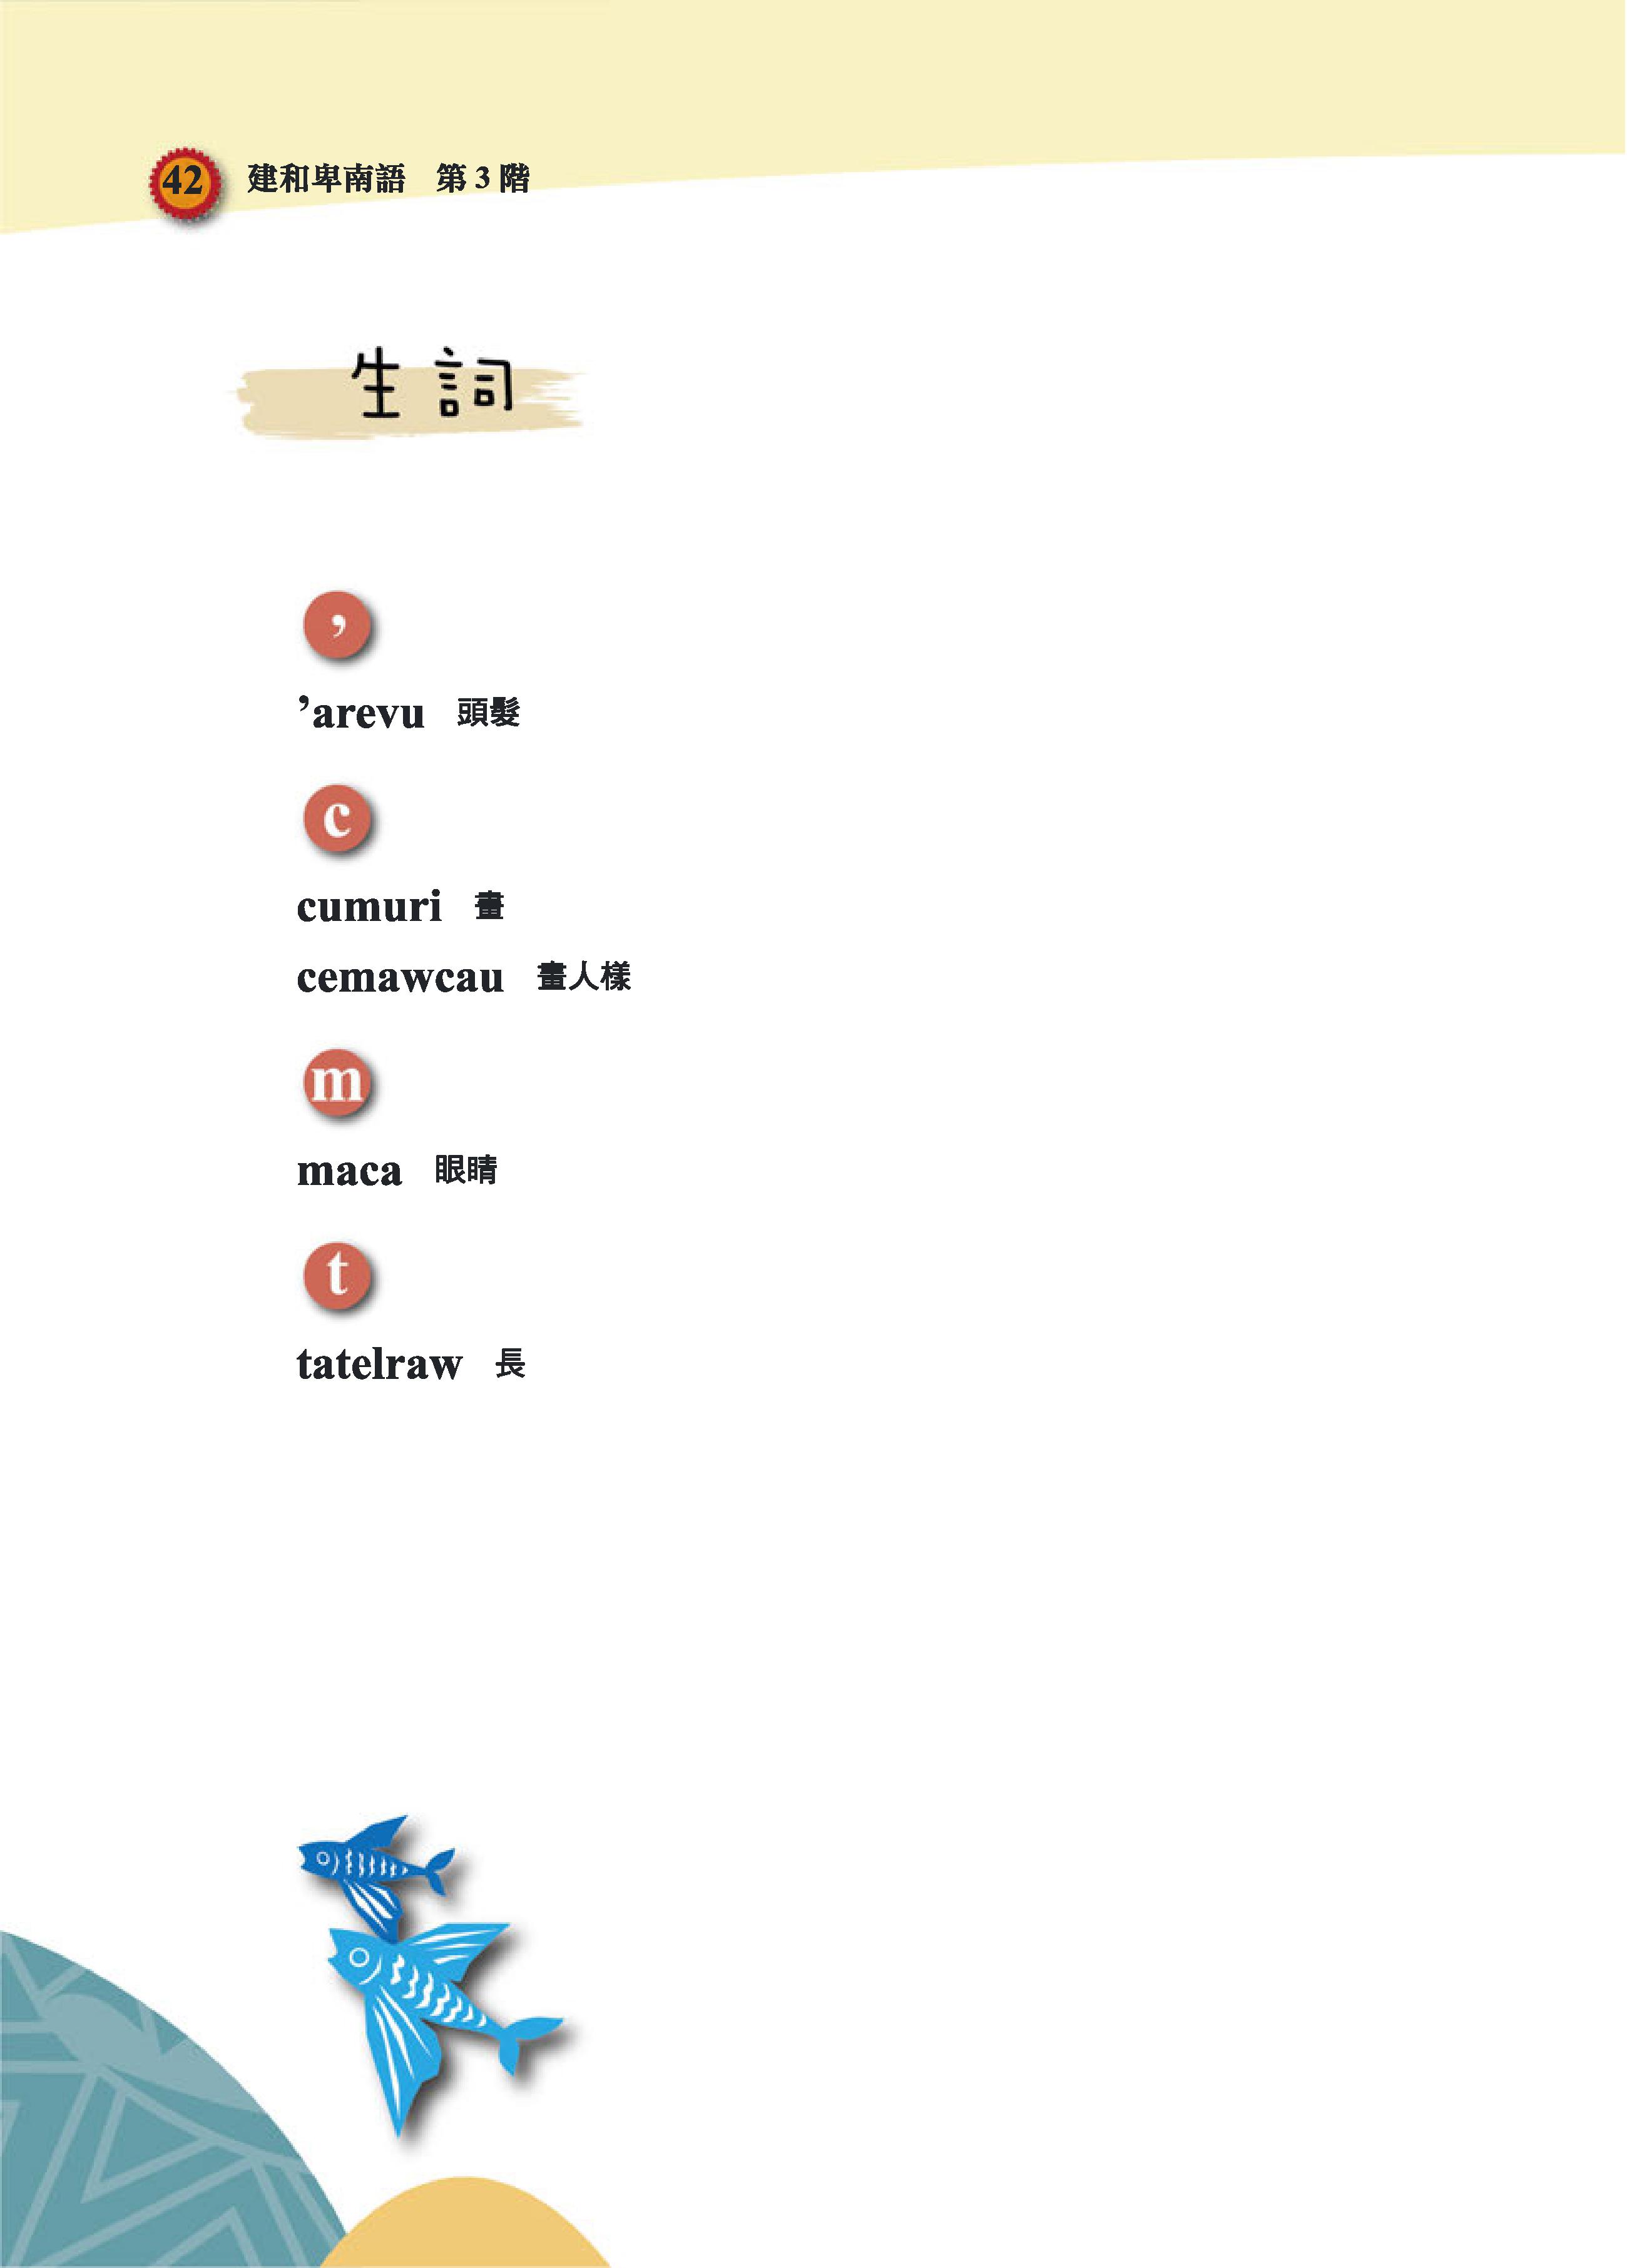 42 建和卑南語 第3階
生詞
’
’arevu 頭髮
c
cumuri 畫
cemawcau 畫人樣
m
maca 眼睛
t
tatelraw 長